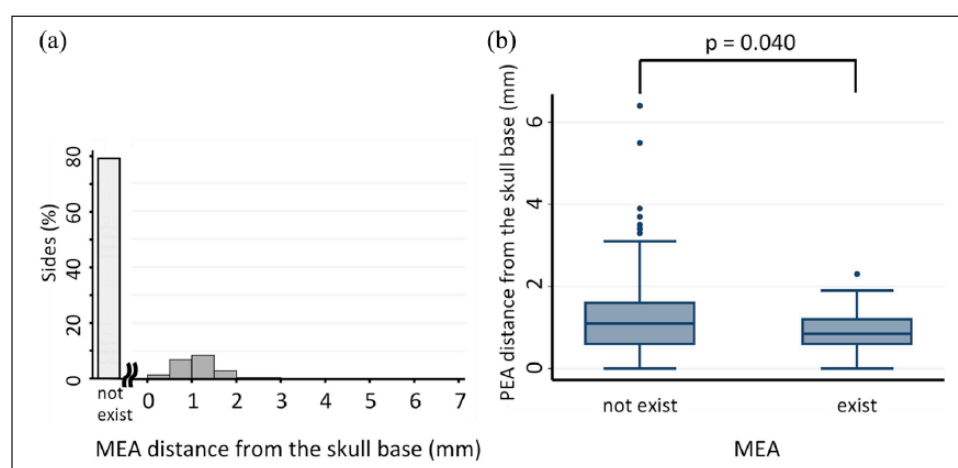 (a)
Sides (%)
80
60
40
20
0
not
exist
0 1 2 3 4 5 6 7
MEA distance from the skull base (mm)
(b)
p = 0.040
PEA distance from the skull base (mm)
6
4
2
0
not exist exist
MEA